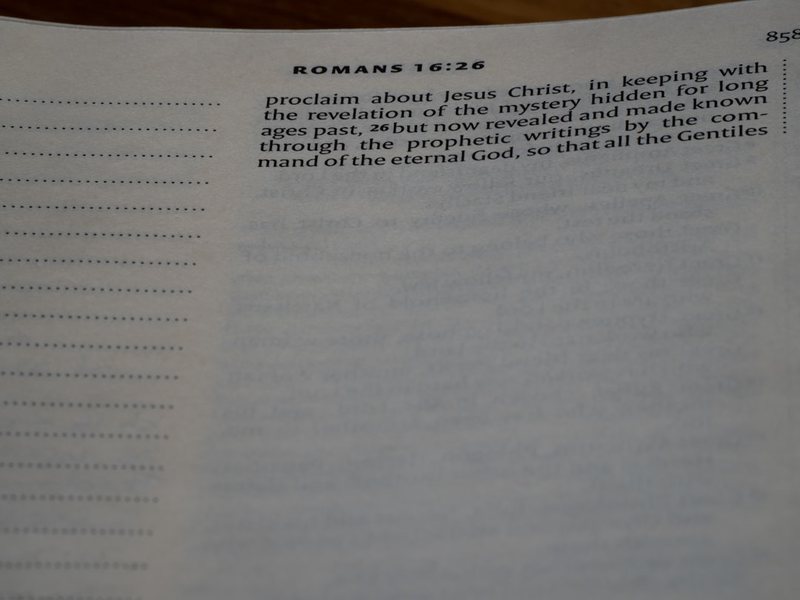 ROMANS 16:26
858
proclaim about Jesus Christ, in keeping with
the revelation of the mystery hidden for long
ages past, 26 but now revealed and made known
through the prophetic writings by the com-
mand of the eternal God, so that all the Gentiles